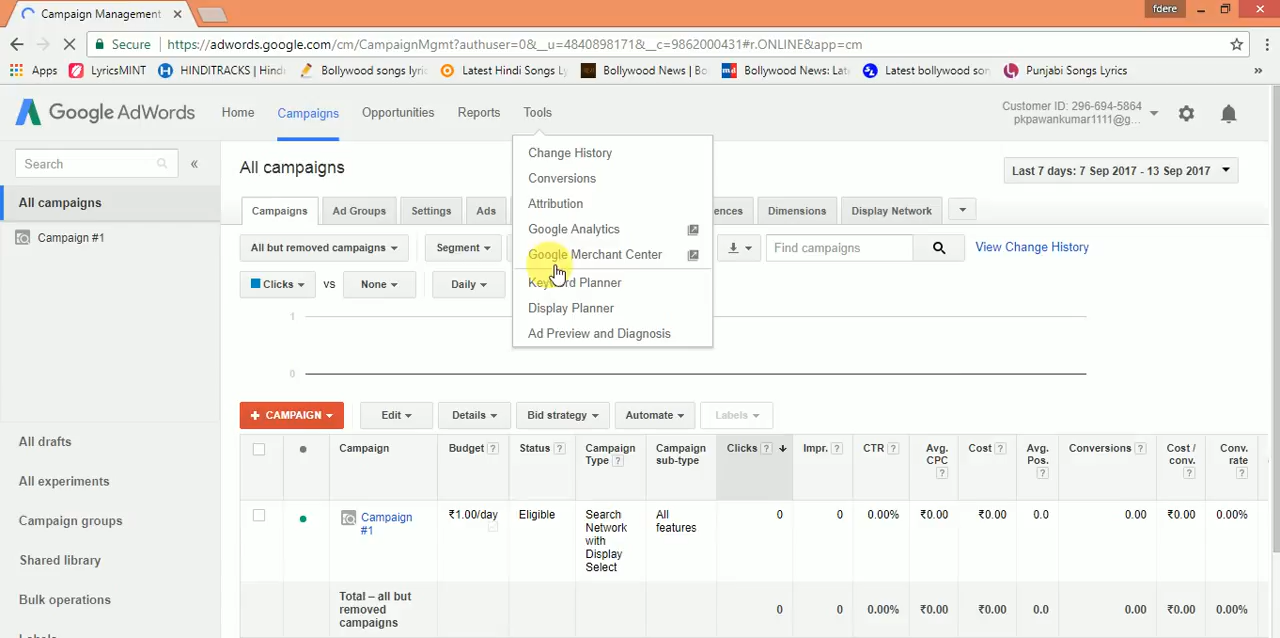 Campaign Management
fdere
Secure
https://adwords.google.com/cm/CampaignMgmt?authuser=0&__u=4840898171&__c=9862000431#r.ONLINE&app=cm
Apps
LyricsMINT
HINDITRACKS | Hind
Bollywood songs lyri
Latest Hindi Songs L
Bollywood News | Bo
Bollywood News: Lat
Latest bollywood son
Punjabi Songs Lyrics
Google AdWords
Home
Campaigns
Opportunities
Reports
Tools
Customer ID: 296-694-5864
pkpawankumar1111@g...
Search
All campaigns
Campaign #1
All drafts
All experiments
Campaign groups
Shared library
Bulk operations
All campaigns
Last 7 days: 7 Sep 2017 - 13 Sep 2017
Change History
Conversions
Attribution
Google Analytics
Google Merchant Center
Keyword Planner
Display Planner
Ad Preview and Diagnosis
Campaigns
Ad Groups
Settings
Ads
ences
Dimensions
Display Network
All but removed campaigns
Segment
Find campaigns
View Change History
Clicks
vs
None
Daily
1
0
+ CAMPAIGN
Edit
Details
Bid strategy
Automate
Labels
Campaign
Budget ?
Status ?
Campaign Type ?
Campaign sub-type
Clicks ?
Impr. ?
CTR ?
Avg. CPC ?
Cost ?
Avg. Pos. ?
Conversions ?
Cost / conv. ?
Conv. rate ?
Campaign #1
₹1.00/day
Eligible
Search Network with Display Select
All features
0
0
0.00%
₹0.00
₹0.00
0.0
0.00
₹0.00
0.00%
Total – all but removed campaigns
0
0
0.00%
₹0.00
₹0.00
0.0
0.00
₹0.00
0.00%